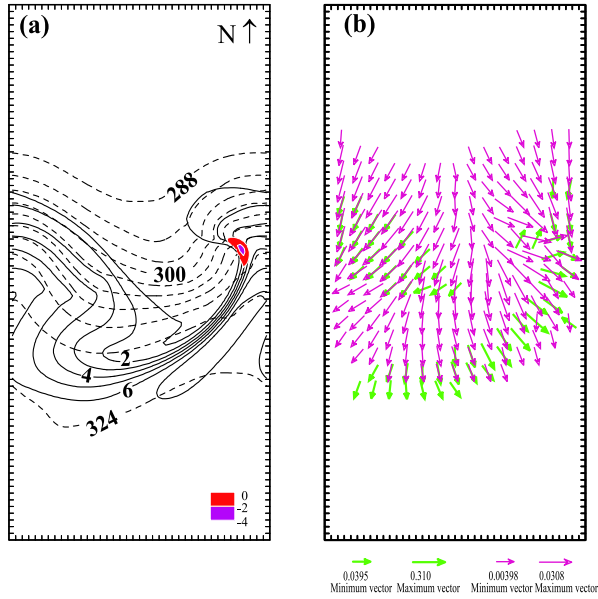 (a)
N ↑
288
300
2
4
6
324
0
-2
-4
(b)
0.0395 0.310 0.00398 0.0308
Minimum vector Maximum vector Minimum vector Maximum vector